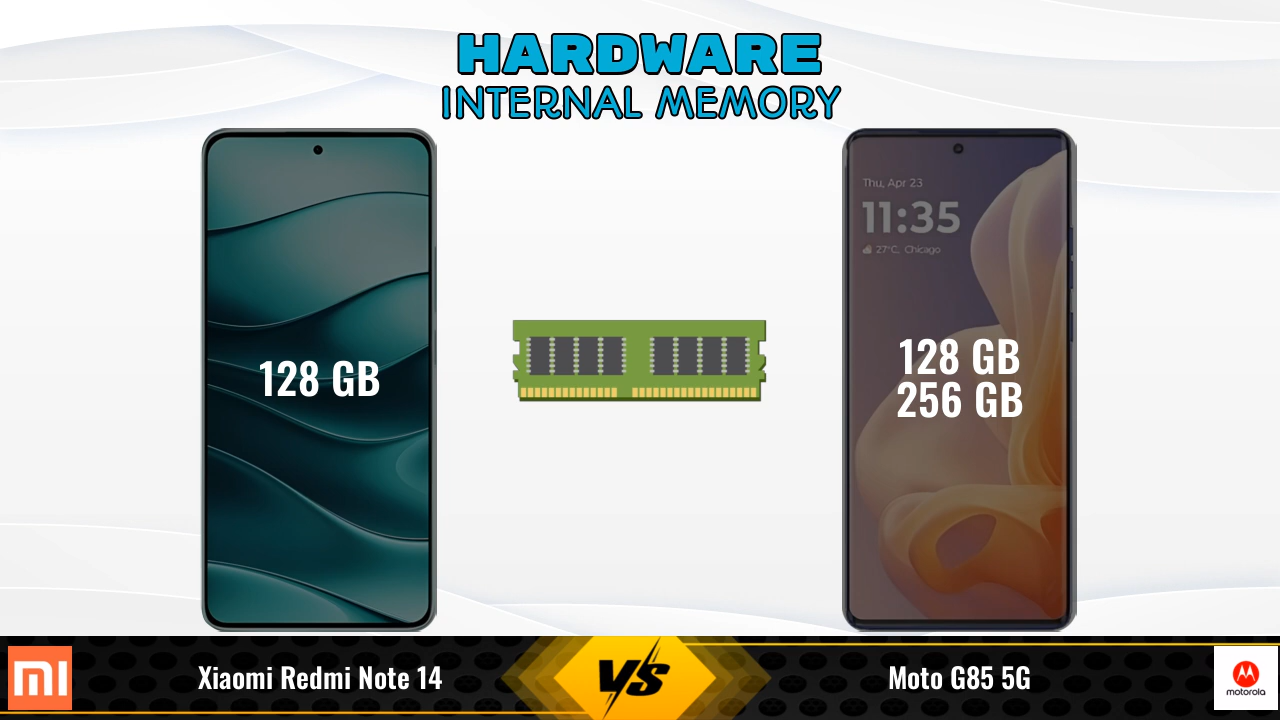 HARDWARE
INTERNAL MEMORY
Thu, Apr 23
11:35
27°C, Chicago
128 GB
128 GB
256 GB
mi
Xiaomi Redmi Note 14
VS
Moto G85 5G
motorola